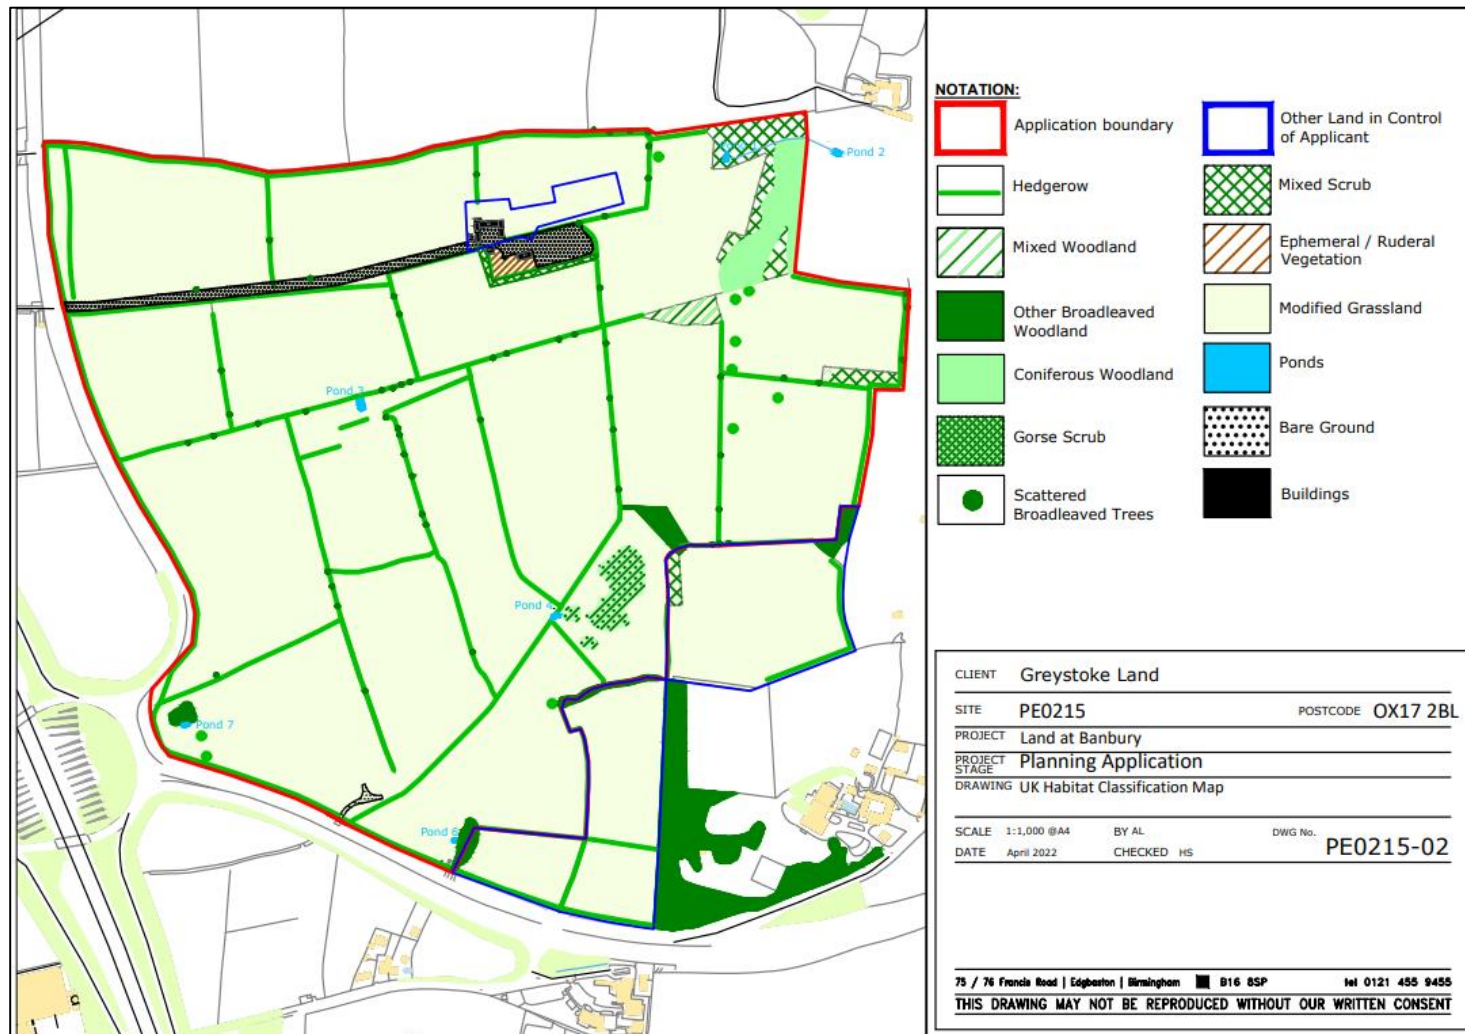 Pond 2
Pond 3
Pond 4
Pond 7
Pond 6
NOTATION:
Application boundary
Hedgerow
Mixed Woodland
Other Broadleaved
Woodland
Coniferous Woodland
Gorse Scrub
Scattered
Broadleaved Trees
Other Land in Control
of Applicant
Mixed Scrub
Ephemeral / Ruderal
Vegetation
Modified Grassland
Ponds
Bare Ground
Buildings
CLIENT Greystoke Land
SITE PE0215 POSTCODE OX17 2BL
PROJECT Land at Banbury
PROJECT STAGE Planning Application
DRAWING UK Habitat Classification Map
SCALE 1:1,000 @A4 BY AL DWG No.
DATE April 2022 CHECKED HS PE0215-02
75 / 76 Francis Road | Edgbaston | Birmingham B16 8SP tel 0121 455 9455
THIS DRAWING MAY NOT BE REPRODUCED WITHOUT OUR WRITTEN CONSENT